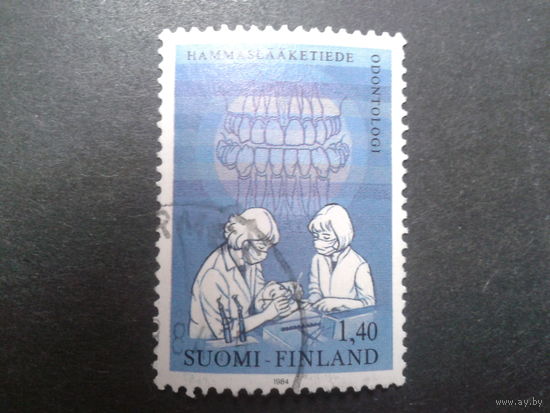 HAMMASLÄÄKETIEDE
ODONTOLOGI
1,40
SUOMI-FINLAND
1984
www.ay.by